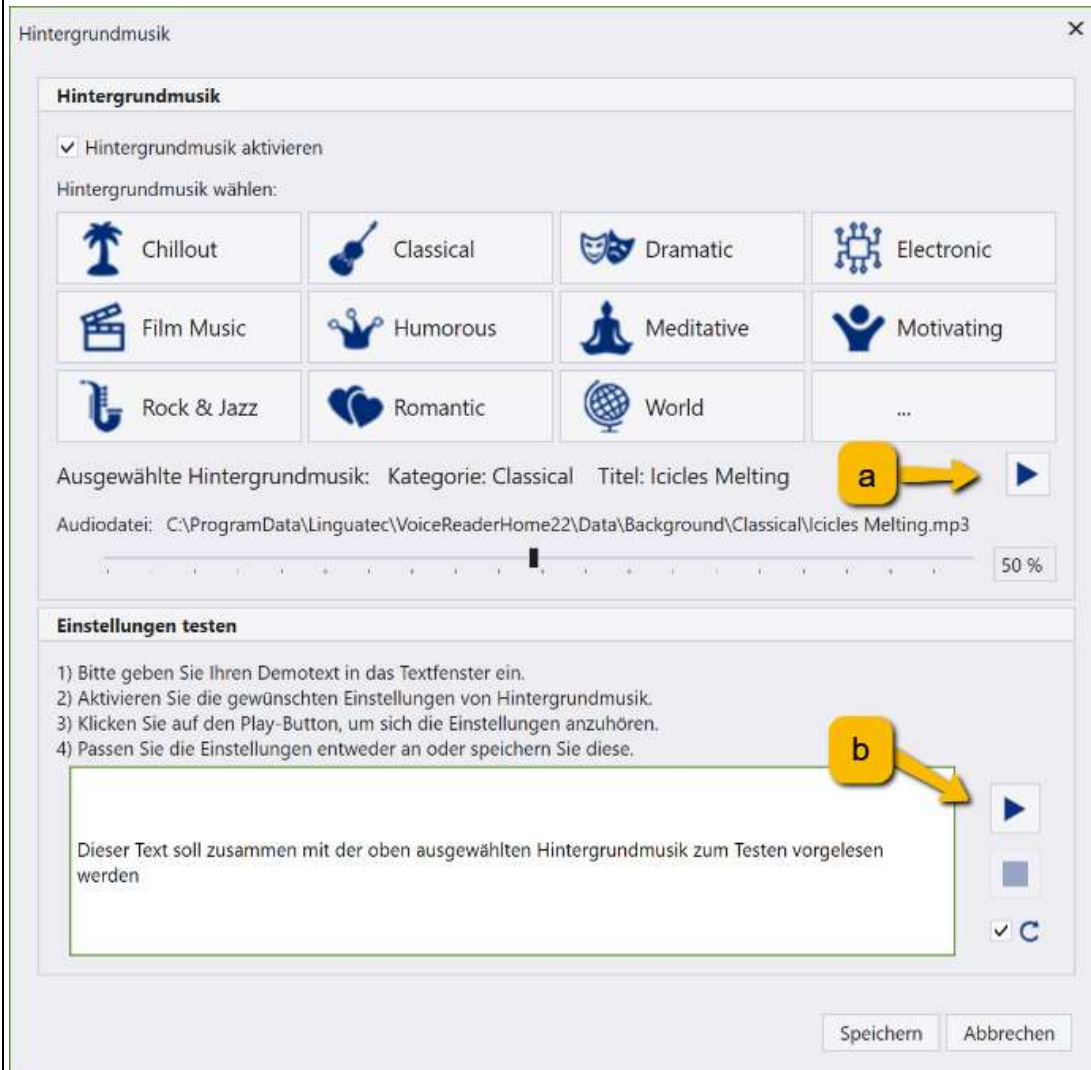 Hintergrundmusik
Hintergrundmusik
Hintergrundmusik aktivieren
Hintergrundmusik wählen:
Chillout
Classical
Dramatic
Electronic
Film Music
Humorous
Meditative
Motivating
Rock & Jazz
Romantic
World
...
Ausgewählte Hintergrundmusik: Kategorie: Classical Titel: Icicles Melting
a
Audiodatei: C:\ProgramData\Linguatec\VoiceReaderHome22\Data\Background\Classical\Icicles Melting.mp3
50 %
Einstellungen testen
1) Bitte geben Sie Ihren Demotext in das Textfenster ein.
2) Aktivieren Sie die gewünschten Einstellungen von Hintergrundmusik.
3) Klicken Sie auf den Play-Button, um sich die Einstellungen anzuhören.
4) Passen Sie die Einstellungen entweder an oder speichern Sie diese.
b
Dieser Text soll zusammen mit der oben ausgewählten Hintergrundmusik zum Testen vorgelesen
werden
Speichern
Abbrechen